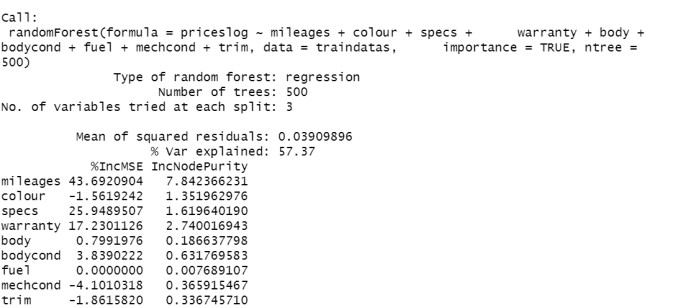 Call:
randomForest(formula = priceslog ~ mileages + colour + specs + warranty + body +
bodycond + fuel + mechcond + trim, data = traindatas, importance = TRUE, ntree =
500)
Type of random forest: regression
Number of trees: 500
No. of variables tried at each split: 3
Mean of squared residuals: 0.03909896
% Var explained: 57.37
%IncMSE IncNodePurity
mileages 43.6920904 7.842366231
colour -1.5619242 1.351962976
specs 25.9489507 1.619640190
warranty 17.2301126 2.740016943
body 0.7991976 0.186637798
bodycond 3.8390222 0.631769583
fuel 0.0000000 0.007689107
mechcond -4.1010318 0.365915467
trim -1.8615820 0.336745710